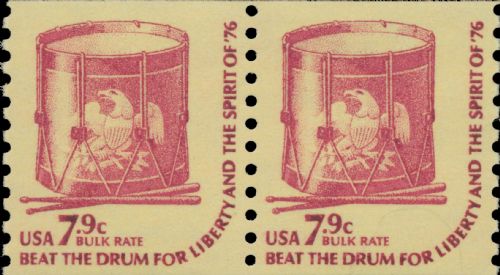 USA 7.9c
BULK RATE
BEAT THE DRUM FOR LIBERTY AND THE SPIRIT OF '76
USA 7.9c
BULK RATE
BEAT THE DRUM FOR LIBERTY AND THE SPIRIT OF '76